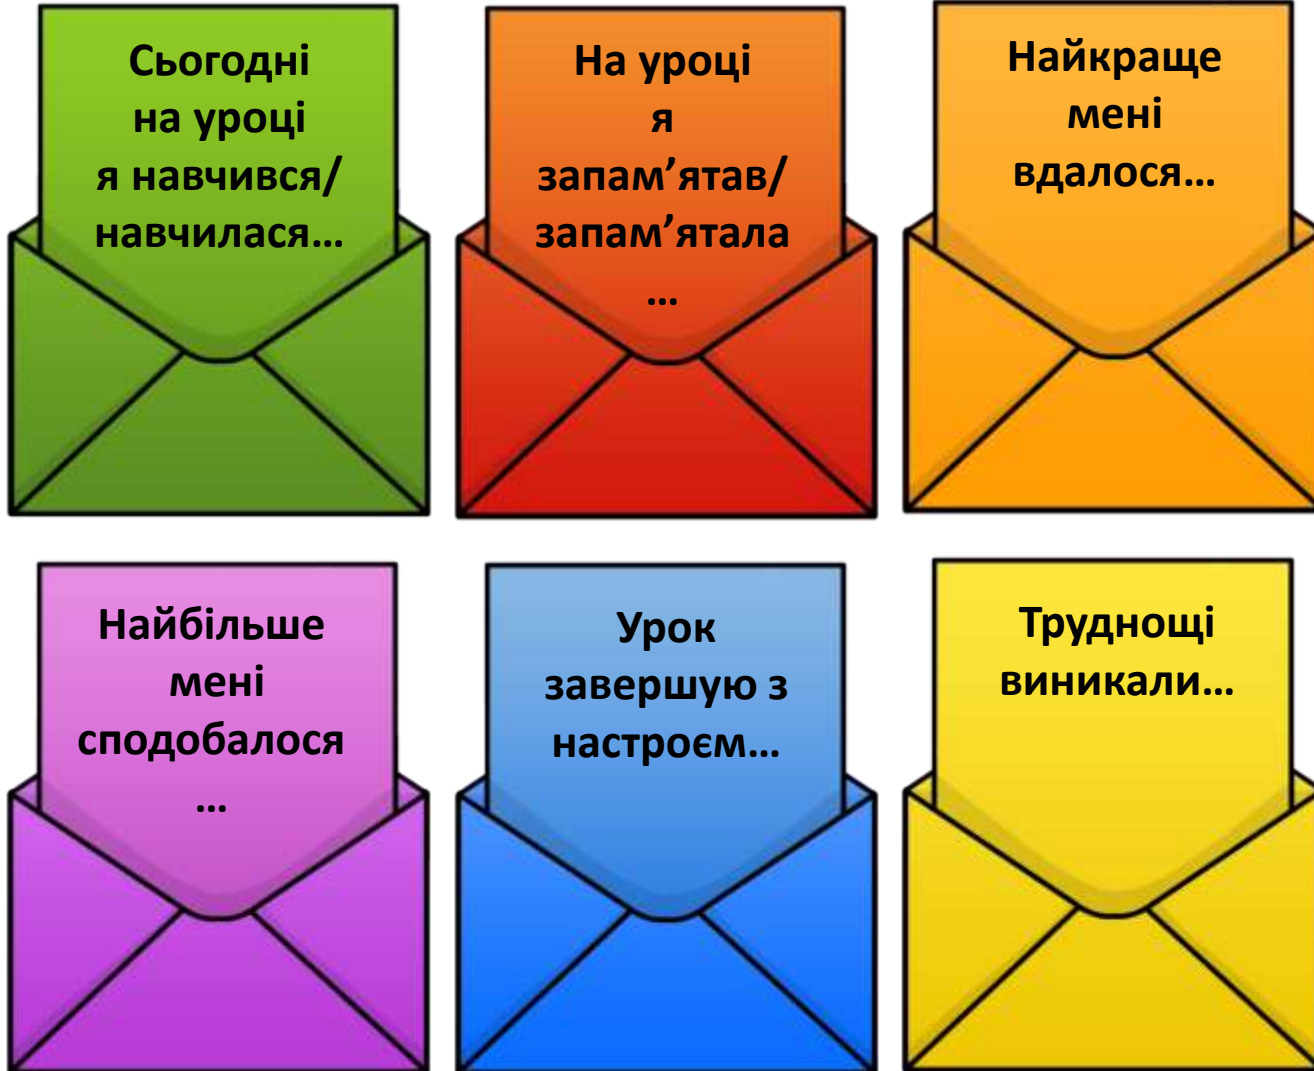 Сьогодні
на уроці
я навчився/
навчилася…
На уроці
я
запам’ятав/
запам’ятала
…
Найкраще
мені
вдалося…
Найбільше
мені
сподобалося
…
Урок
завершую з
настроєм…
Труднощі
виникали…